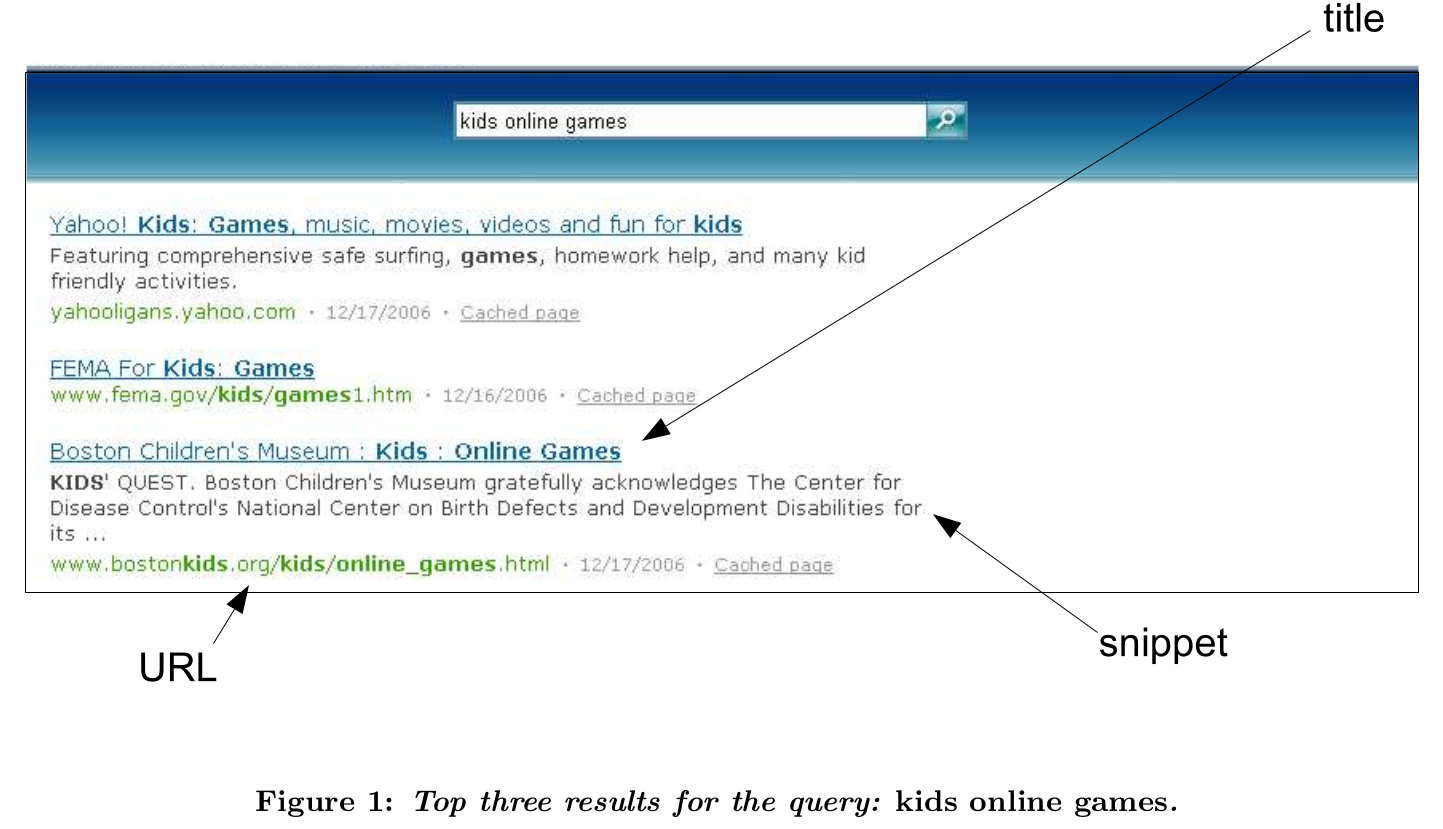 title
kids online games
Yahoo! Kids: Games, music, movies, videos and fun for kids
Featuring comprehensive safe surfing, games, homework help, and many kid
friendly activities.
yahooligans.yahoo.com · 12/17/2006 · Cached page
FEMA For Kids: Games
www.fema.gov/kids/games1.htm · 12/16/2006 · Cached page
Boston Children's Museum : Kids : Online Games
KIDS' QUEST. Boston Children's Museum gratefully acknowledges The Center for
Disease Control's National Center on Birth Defects and Development Disabilities for
its ...
www.bostonkids.org/kids/online_games.html · 12/17/2006 · Cached page
URL
snippet
Figure 1: Top three results for the query: kids online games.